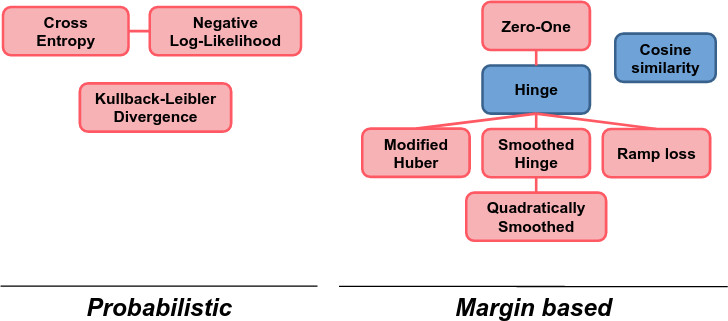 Cross
Entropy
Negative
Log-Likelihood
Kullback-Leibler
Divergence
Probabilistic
Zero-One
Cosine
similarity
Hinge
Modified
Huber
Smoothed
Hinge
Ramp loss
Quadratically
Smoothed
Margin based